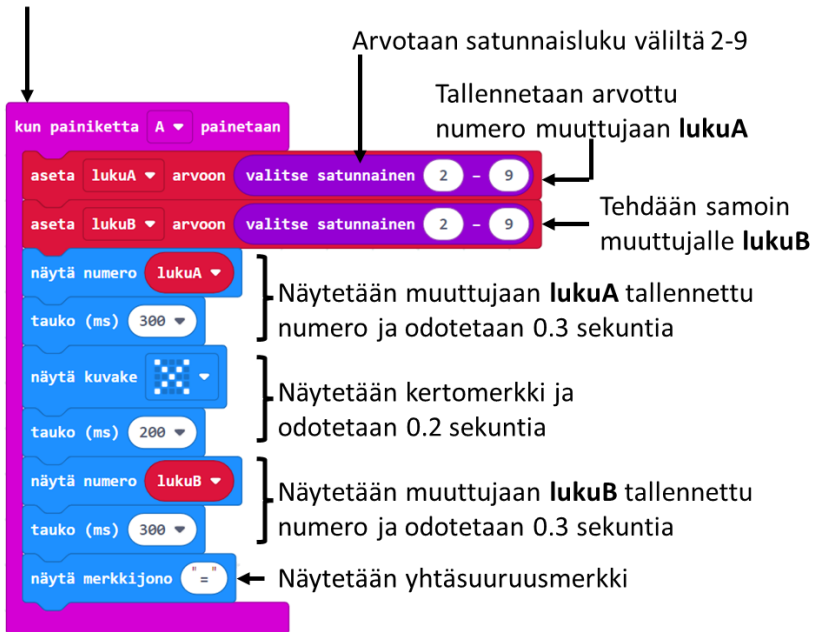 Arvotaan satunnaisluku väliltä 2-9
Tallennetaan arvottu
numero muuttujaan lukuA
kun painiketta A painetaan
aseta lukuA arvoon valitse satunnainen 2 - 9
aseta lukuB arvoon valitse satunnainen 2 - 9
Tehdään samoin
muuttujalle lukuB
näytä numero lukuA
tauko (ms) 300
Näytetään muuttujaan lukuA tallennettu
numero ja odotetaan 0.3 sekuntia
näytä kuvake
tauko (ms) 200
Näytetään kertomerkki ja
odotetaan 0.2 sekuntia
näytä numero lukuB
tauko (ms) 300
Näytetään muuttujaan lukuB tallennettu
numero ja odotetaan 0.3 sekuntia
näytä merkkijono "="
Näytetään yhtäsuuruusmerkki